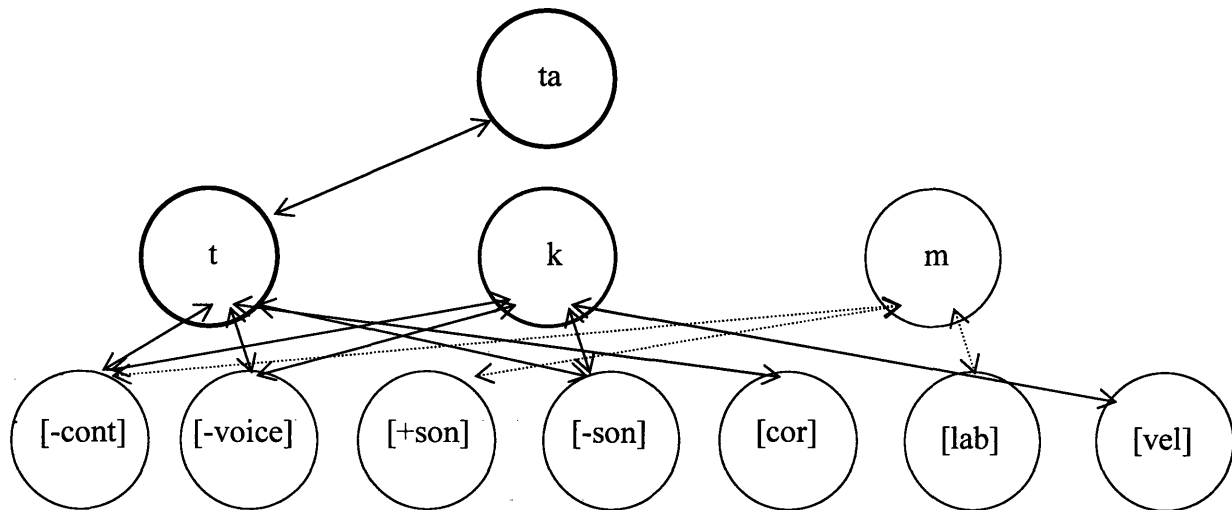 ta
t k m
[-cont] [-voice] [+son] [-son] [cor] [lab] [vel]